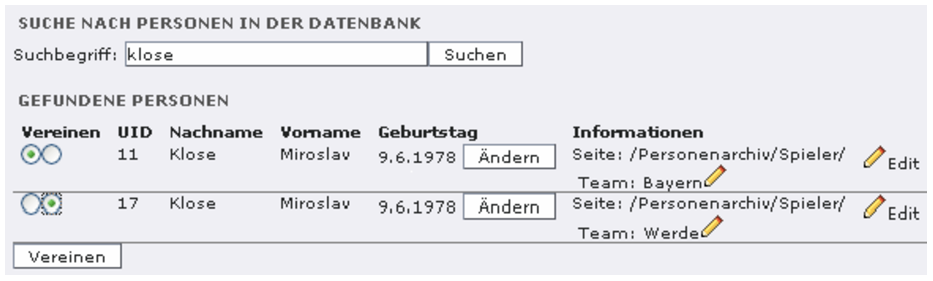 SUCHE NACH PERSONEN IN DER DATENBANK
Suchbegriff: klose Suchen
GEFUNDENE PERSONEN
Vereinen UID Nachname Vorname Geburtstag Informationen
11 Klose Miroslav 9.6.1978 Ändern Seite: /Personenarchiv/Spieler/ Edit
Team: Bayern
17 Klose Miroslav 9.6.1978 Ändern Seite: /Personenarchiv/Spieler/ Edit
Team: Werde
Vereinen